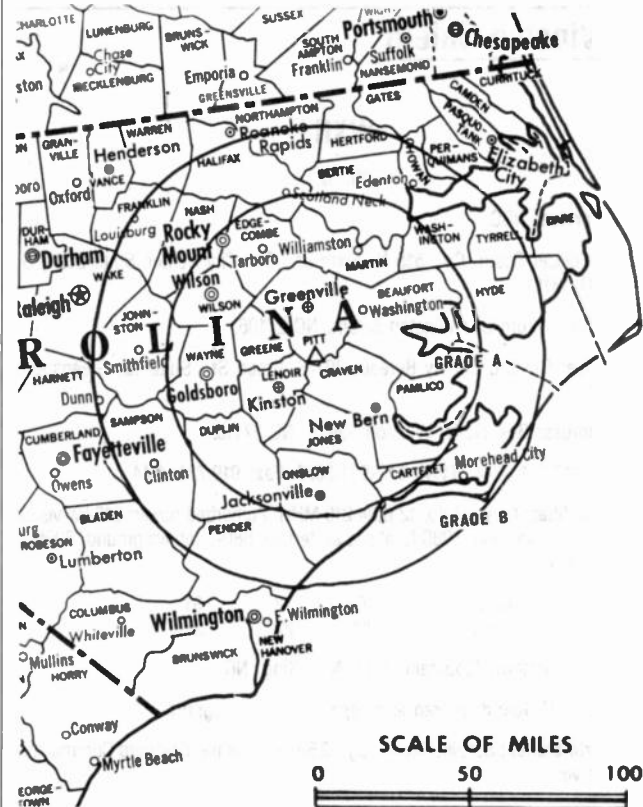 CHARLOTTE
LUNENBURG
BRUNS-
WICK
SUSSEX
SOUTH
AMPTON
Portsmouth
Chesapeake
Chase
City
Emporia
Franklin
Suffolk
NANSEMOND
MECKLENBURG
GREENSVILLE
CURRITUCK
GATES
CAMDEN
NORTHAMPTON
WARREN
GRAN-
VILLE
Roanoke
Rapids
HERTFORD
PASQUO-
TANK
Henderson
HALIFAX
CHOWAN
PER-
QUIMANS
Elizabeth
City
VANCE
BERTIE
Edenton
Oxford
FRANKLIN
NASH
Scotland Neck
Louisburg
EDGE-
COMBE
DUR-
HAM
Rocky
Mount
Tarboro
Williamston
WASH-
INGTON
TYRRELL
DARE
Durham
WAKE
Wilson
MARTIN
Raleigh
WILSON
Greenville
BEAUFORT
Washington
HYDE
JOHN-
STON
ROLINA
Smithfield
WAYNE
GREENE
PITT
GRADE A
HARNETT
LENOIR
CRAVEN
PAMLICO
Goldsboro
Kinston
Dunn
SAMPSON
DUPLIN
New
Bern
JONES
CUMBERLAND
Fayetteville
Clinton
Owens
ONSLOW
CARTERET
Morehead City
Jacksonville
BLADEN
PENDER
GRADE B
ROBESON
Lumberton
COLUMBUS
Whiteville
Wilmington
E. Wilmington
NEW
HANOVER
BRUNSWICK
Mullins
HORRY
Conway
Myrtle Beach
SCALE OF MILES
0 50 100